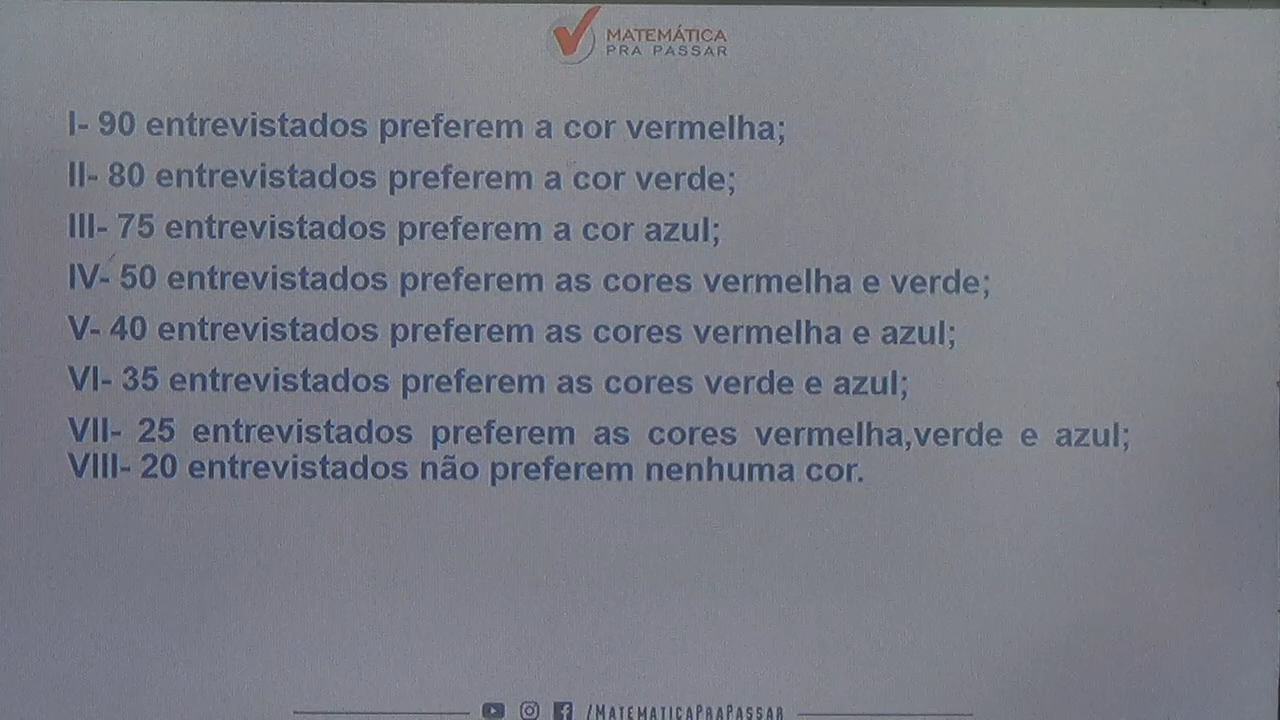 MATEMÁTICA
PRA PASSAR
I- 90 entrevistados preferem a cor vermelha;
II- 80 entrevistados preferem a cor verde;
III- 75 entrevistados preferem a cor azul;
IV- 50 entrevistados preferem as cores vermelha e verde;
V- 40 entrevistados preferem as cores vermelha e azul;
VI- 35 entrevistados preferem as cores verde e azul;
VII- 25 entrevistados preferem as cores vermelha,verde e azul;
VIII- 20 entrevistados não preferem nenhuma cor.
/MATEMATICAPRAPASSAR